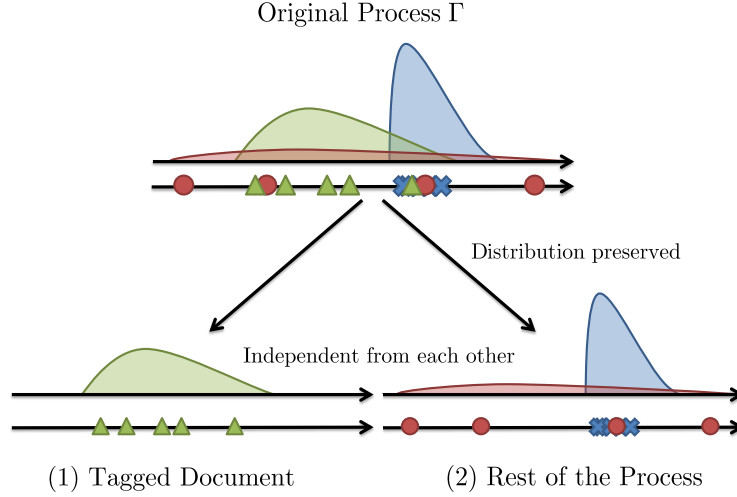 Original Process Γ
Distribution preserved
Independent from each other
(1) Tagged Document
(2) Rest of the Process